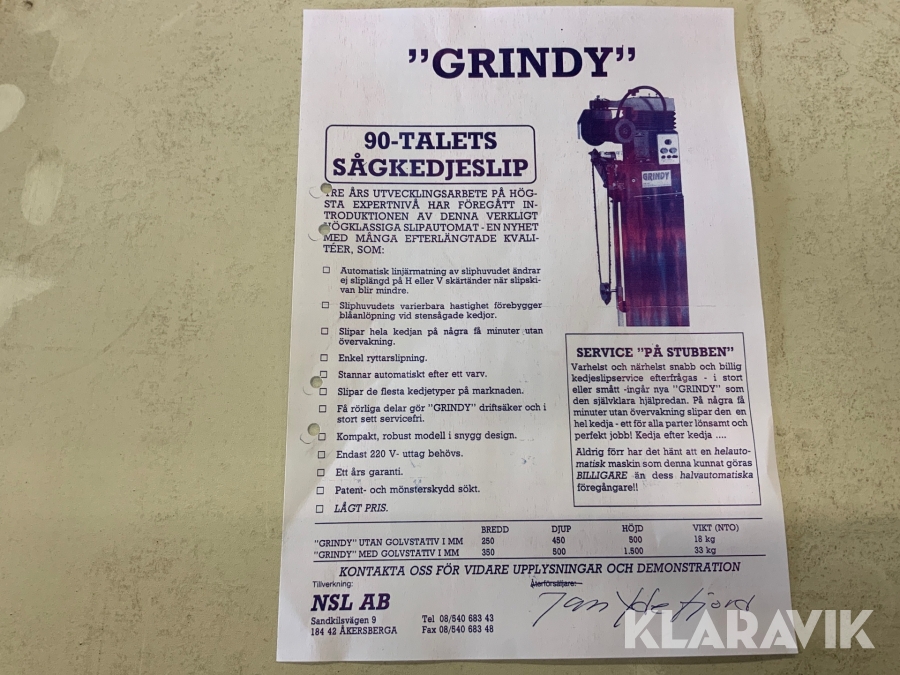 "GRINDY"
90-TALETS
SÅGKEDJESLIP
TRE ÅRS UTVECKLINGSARBETE PÅ HÖG-
STA EXPERTNIVÅ HAR FÖREGÅTT IN-
TRODUKTIONEN AV DENNA VERKLIGT
HÖGKLASSIGA SLIPAUTOMAT - EN NYHET
MED MÅNGA EFTERLÄNGTADE KVALI-
TÉER, SOM:
Automatisk linjärmatning av sliphuvudet ändrar
ej sliplängd på H eller V skärtänder när slipski-
van blir mindre.
Sliphuvudets varierbara hastighet förebygger
blåanlöpning vid stensågade kedjor.
Slipar hela kedjan på några få minuter utan
övervakning.
Enkel ryttarslipning.
Stannar automatiskt efter ett varv.
Slipar de flesta kedjetyper på marknaden.
Få rörliga delar gör "GRINDY" driftsäker och i
stort sett servicefri.
Kompakt, robust modell i snygg design.
Endast 220 V- uttag behövs.
Ett års garanti.
Patent- och mönsterskydd sökt.
LÅGT PRIS.
GRINDY
SERVICE "PÅ STUBBEN"
Varhelst och närhelst snabb och billig
kedjeslipservice efterfrågas - i stort
eller smått -ingår nya "GRINDY" som
den självklara hjälpredan. På några få
minuter utan övervakning slipar den en
hel kedja - ett för alla parter lönsamt och
perfekt jobb! Kedja efter kedja ....
Aldrig förr har det hänt att en helauto-
matisk maskin som denna kunnat göras
BILLIGARE än dess halvautomatiska
föregångare!!
BREDD DJUP HÖJD VIKT (NTO)
"GRINDY" UTAN GOLVSTATIV I MM 250 450 500 18 kg
"GRINDY" MED GOLVSTATIV I MM 350 500 1.500 33 kg
KONTAKTA OSS FÖR VIDARE UPPLYSNINGAR OCH DEMONSTRATION
Tillverkning: Återförsäljare:
NSL AB
Sandkilsvägen 9 Tel 08/540 683 43
184 42 ÅKERSBERGA Fax 08/540 683 48
Jan
KLARAVIK